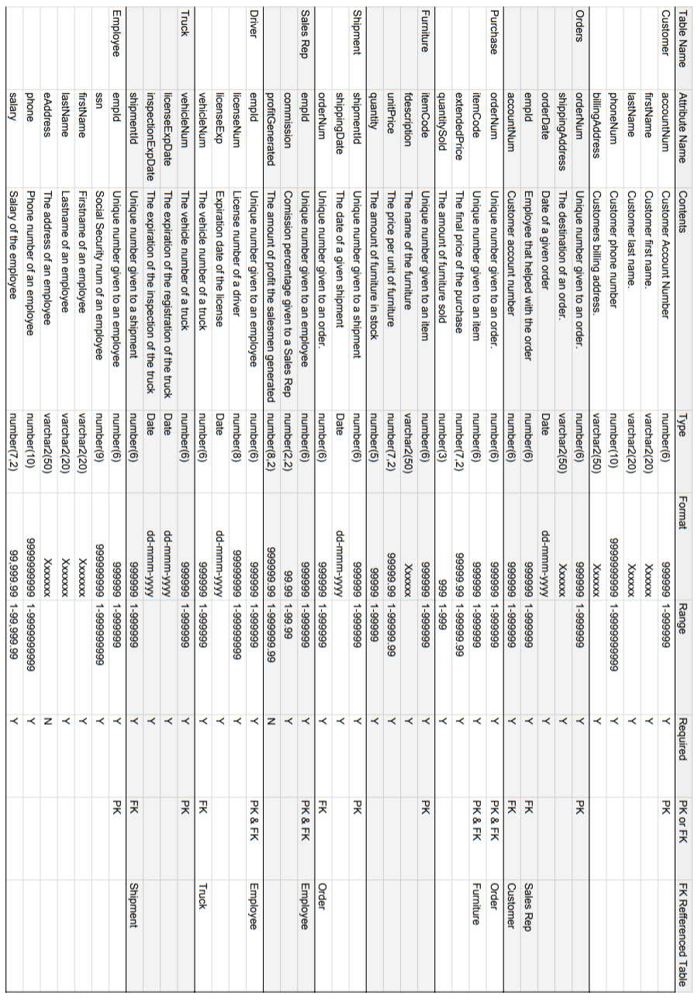 Table Name Attribute Name Contents Type Format Range Required PK or FK FK Refferenced Table
Customer accountNum Customer Account Number number(6) 999999 1-999999 Y PK
firstName Customer first name. varchar2(20) Xxxxxx Y
lastName Customer last name. varchar2(20) Xxxxxx Y
phoneNum Customer phone number number(10) 9999999999 1-9999999999 Y
billingAddress Customers billing address. varchar2(50) Xxxxxx Y
Orders orderNum Unique number given to an order. number(6) 999999 1-999999 Y PK
shippingAddress The destination of an order. varchar2(50) Xxxxxx Y
orderDate Date of a given order Date dd-mmm-yyyy Y
empId Employee that helped with the order number(6) 999999 1-999999 Y FK Sales Rep
accountNum Customer account number number(6) 999999 1-999999 Y FK Customer
Purchase orderNum Unique number given to an order. number(6) 999999 1-999999 Y PK & FK Order
itemCode Unique number given to an item number(6) 999999 1-999999 Y PK & FK Furniture
extendedPrice The final price of the purchase number(7,2) 99999.99 1-99999.99 Y
quantitySold The amount of furniture sold number(3) 999 1-999 Y
Furniture itemCode Unique number given to an item number(6) 999999 1-999999 Y PK
fdescription The name of the furniture varchar2(50) Xxxxxx Y
unitPrice The price per unit of furniture number(7,2) 99999.99 1-999999.99 Y
quantity The amount of furniture in stock number(5) 99999 1-99999 Y
Shipment shipmentId Unique number given to a shipment number(6) 999999 1-999999 Y PK
shippingDate The date of a given shipment Date dd-mmm-yyyy Y
orderNum Unique number given to an order. number(6) 999999 1-999999 Y FK Order
Sales Rep empId Unique number given to an employee number(6) 999999 1-999999 Y PK & FK Employee
commission Comission percentage given to a Sales Rep number(2,2) 99.99 1-99.99 Y
profitGenerated The amount of profit the salesmen generated number(8,2) 999999.99 1-999999.99 N
Driver empId Unique number given to an employee number(6) 999999 1-999999 Y PK & FK Employee
licenseNum License number of a driver number(8) 99999999 1-99999999 Y
licenseExp Expiration date of the license Date dd-mmm-yyyy Y
vehicleNum The vehicle number of a truck number(6) 999999 1-999999 Y FK Truck
Truck vehicleNum The vehicle number of a truck number(6) 999999 1-999999 Y PK
licenseExpDate The expiration of the registration of the truck Date dd-mmm-yyyy Y
inspectionExpDate The expiration of the inspection of the truck Date dd-mmm-yyyy Y
shipmentId Unique number given to a shipment number(6) 999999 1-999999 Y FK Shipment
Employee empId Unique number given to an employee number(6) 999999 1-999999 Y PK
ssn Social Security num of an employee number(9) 999999999 1-999999999 Y
firstName Firstname of an employee varchar2(20) Xxxxxxx Y
lastName Lastname of an employee varchar2(20) Xxxxxxx Y
eAddress The address of an employee varchar2(50) Xxxxxxx N
phone Phone number of an employee number(10) 9999999999 1-9999999999 Y
salary Salary of the employee number(7,2) 99,999.99 1-99,999.99 Y